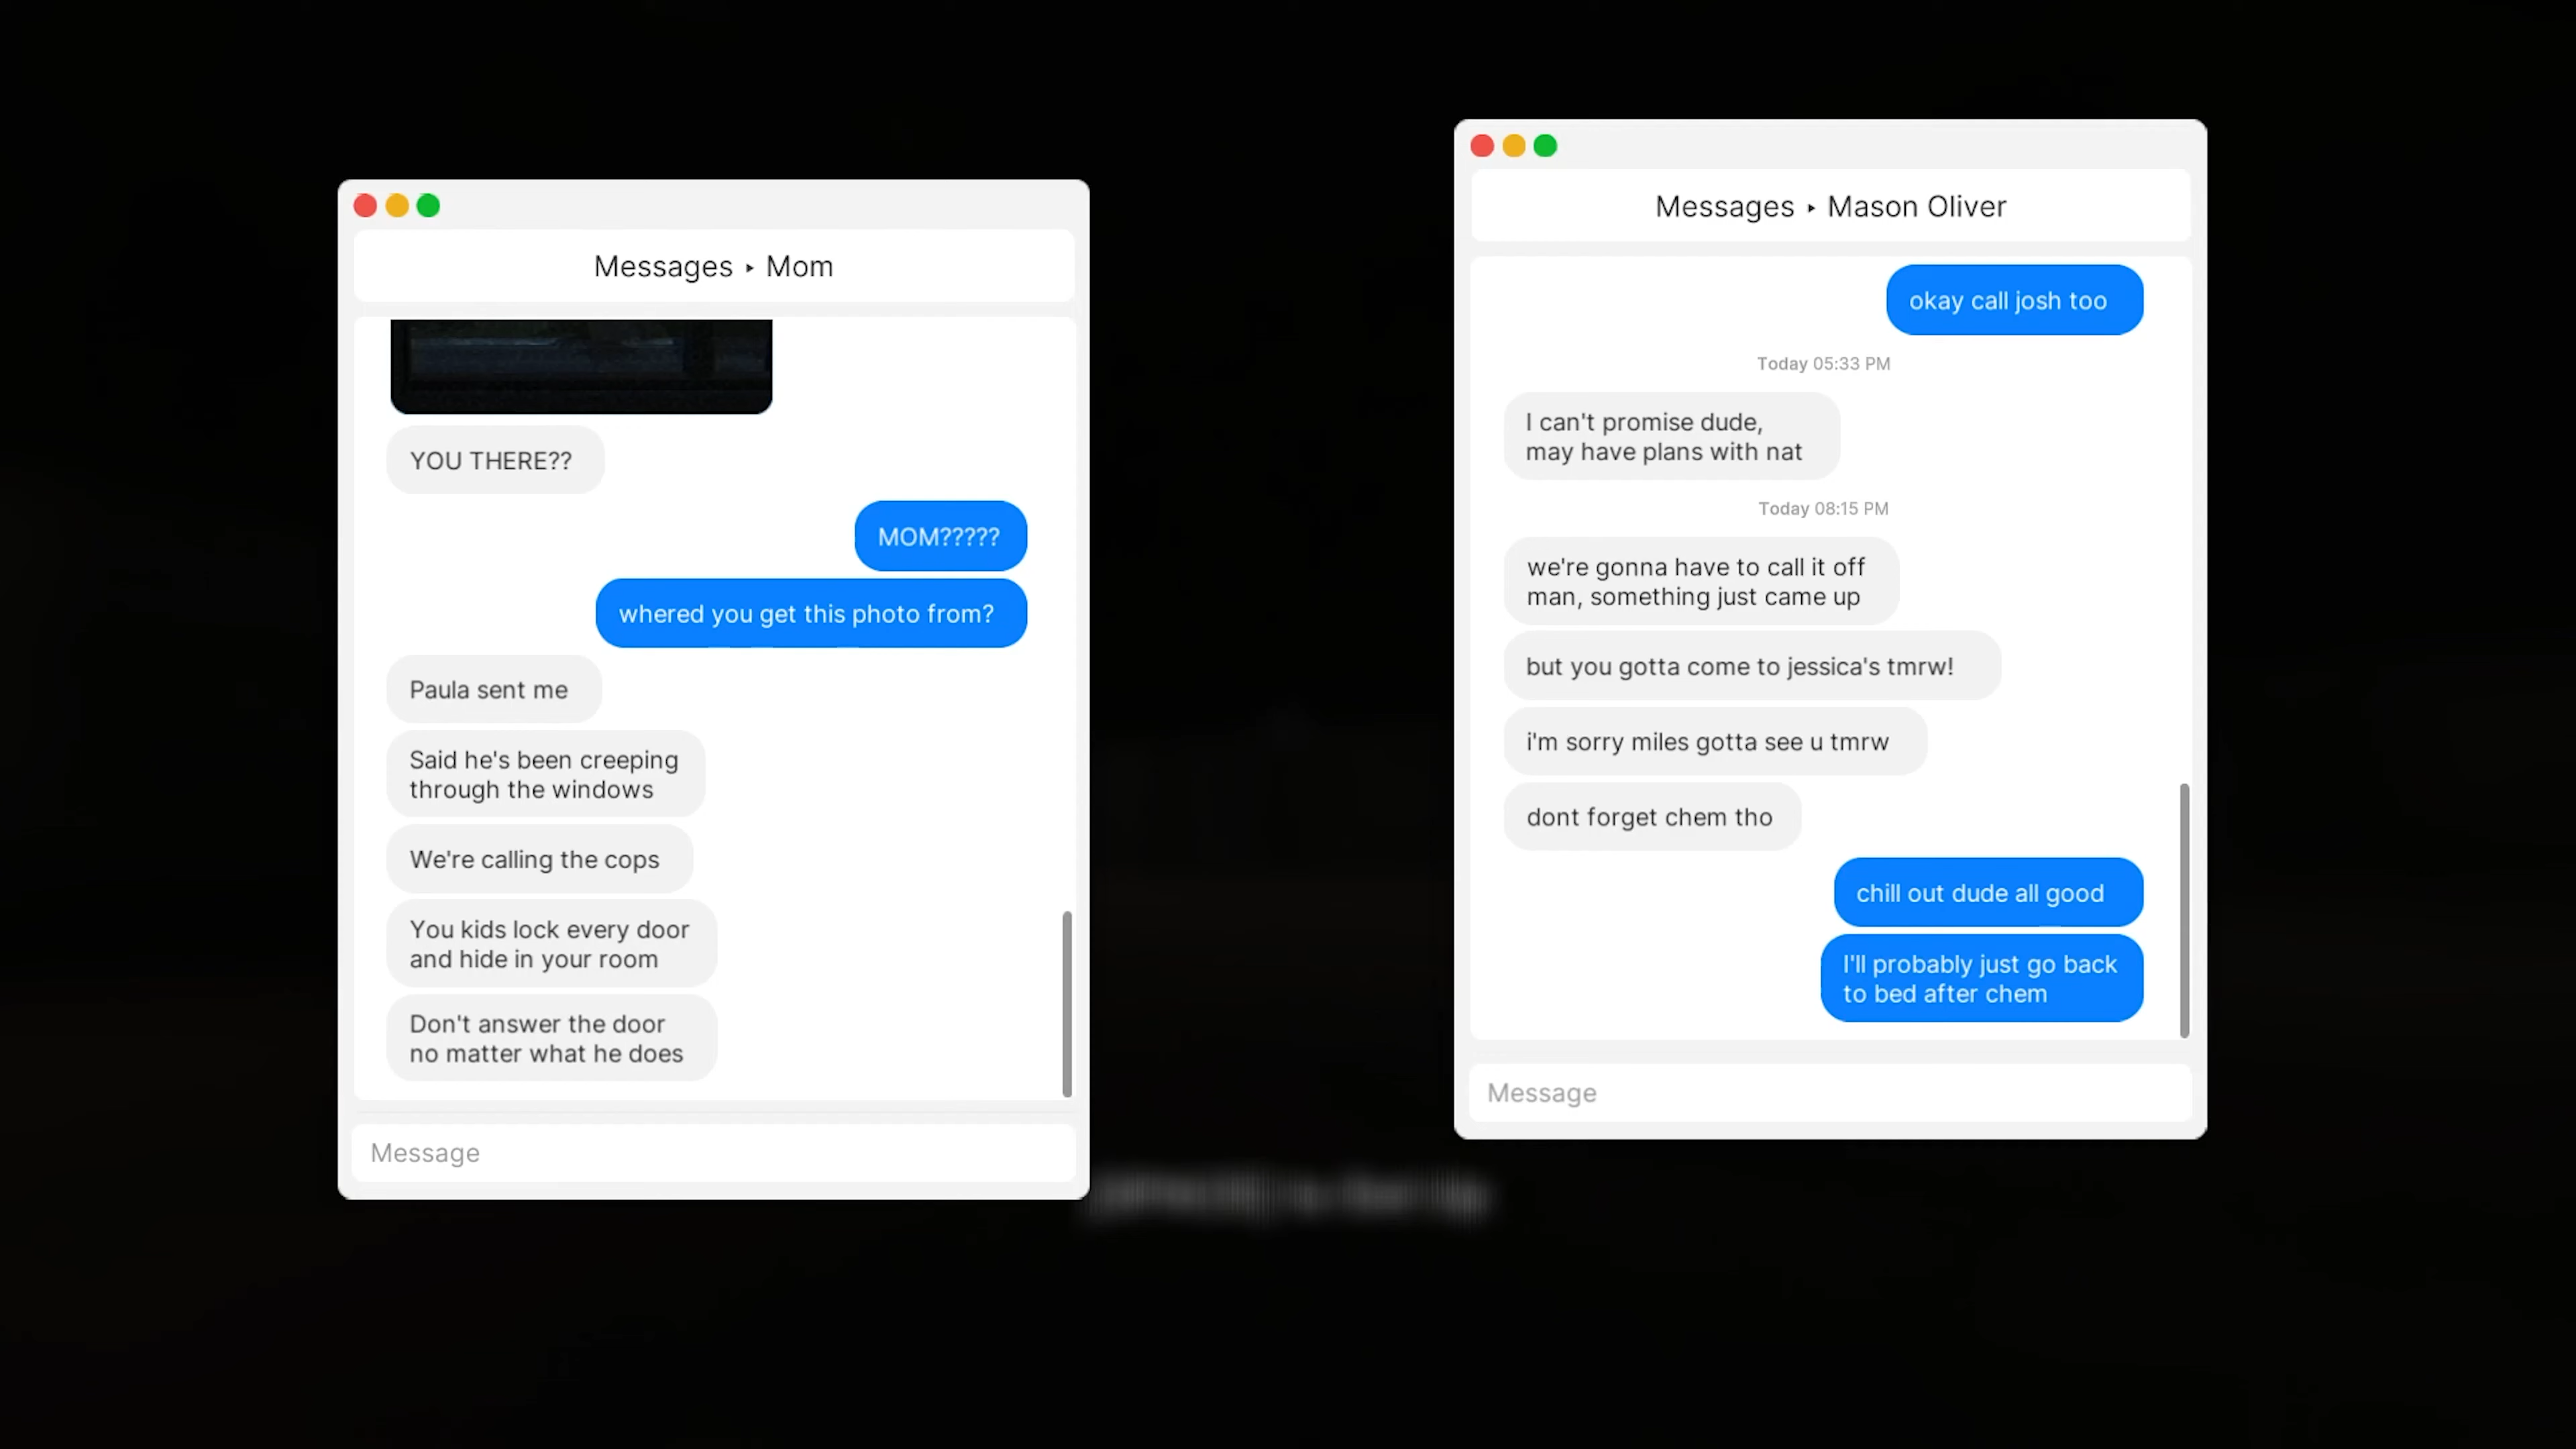 Messages ‣ Mom
YOU THERE??
MOM?????
whered you get this photo from?
Paula sent me
Said he's been creeping
through the windows
We're calling the cops
You kids lock every door
and hide in your room
Don't answer the door
no matter what he does
Message
Messages ‣ Mason Oliver
okay call josh too
Today 05:33 PM
I can't promise dude,
may have plans with nat
Today 08:15 PM
we're gonna have to call it off
man, something just came up
but you gotta come to jessica's tmrw!
i'm sorry miles gotta see u tmrw
dont forget chem tho
chill out dude all good
I'll probably just go back
to bed after chem
Message